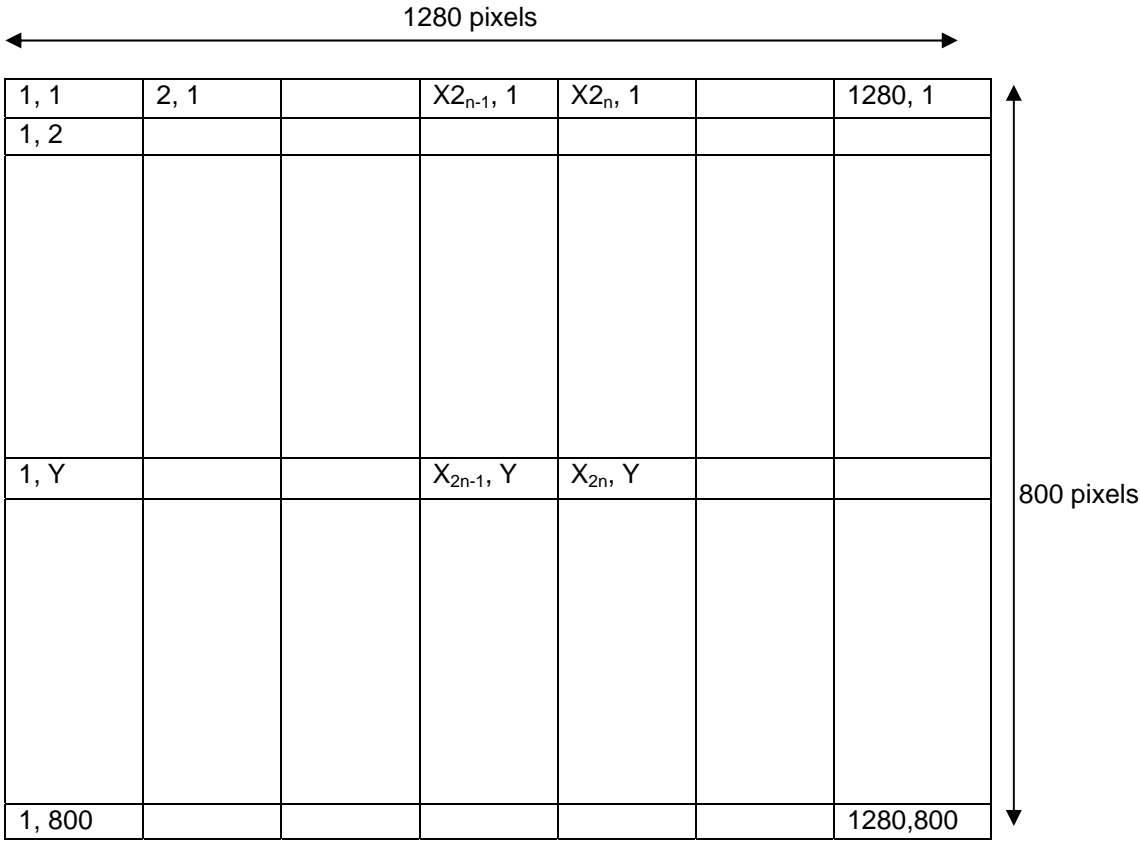 1280 pixels
1, 1 2, 1 X2ₙ₋₁, 1 X2ₙ, 1 1280, 1
1, 2
1, Y X₂ₙ₋₁, Y X₂ₙ, Y
800 pixels
1, 800 1280,800